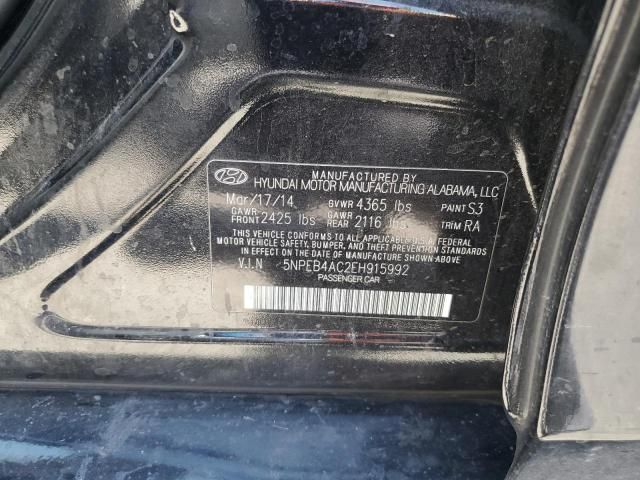 MANUFACTURED BY
HYUNDAI MOTOR MANUFACTURING ALABAMA, LLC
Mar/17/14 GVWR 4365 lbs PAINT S3
GAWR FRONT 2425 lbs GAWR REAR 2116 lbs TRIM RA
THIS VEHICLE CONFORMS TO ALL APPLICABLE U.S.A FEDERAL
MOTOR VEHICLE SAFETY, BUMPER, AND THEFT PREVENTION
STANDARDS IN EFFECT ON THE DATE OF MANUFACTURE SHOWN ABOVE
V.I.N 5NPEB4AC2EH915992
PASSENGER CAR